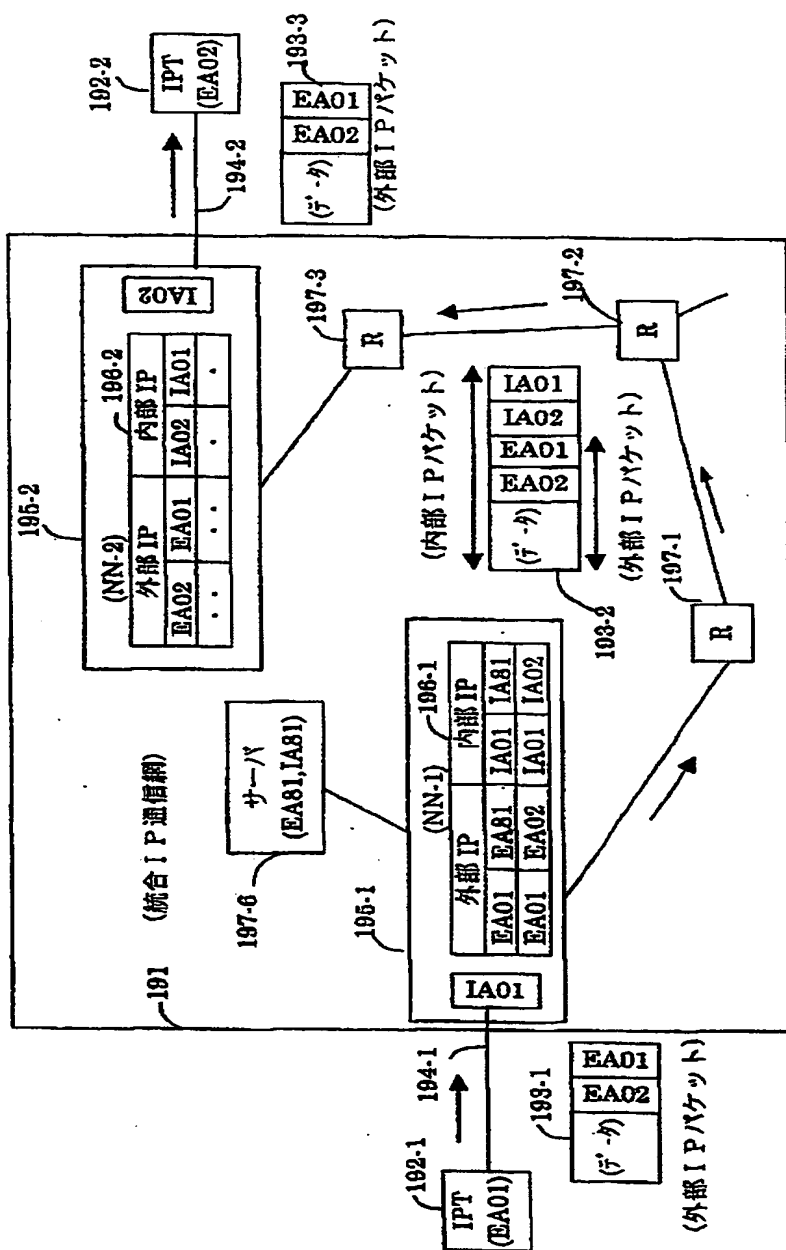 191
(統合IP通信網)
192-1
IPT
(EA01)
194-1
193-1
EA01
EA02
(データ)
(外部IPパケット)
197-6
サーバ
(EA81,IA81)
195-1
IA01
(NN-1)
196-1
外部IP
内部IP
EA01
EA81
IA01
IA81
EA01
EA02
IA01
IA02
195-2
(NN-2)
196-2
外部IP
内部IP
EA02
EA01
IA02
IA01
. .
. .
.
.
IA02
(内部IPパケット)
IA01
IA02
EA01
EA02
(データ)
(外部IPパケット)
193-2
197-1
R
197-2
R
197-3
R
194-2
192-2
IPT
(EA02)
193-3
EA01
EA02
(データ)
(外部IPパケット)